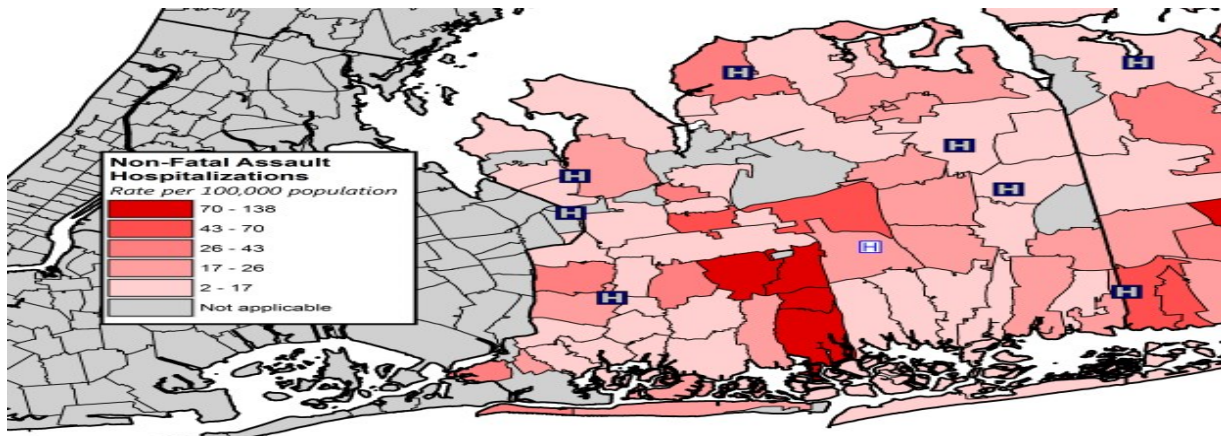 H
H
H
H
H
H
Non-Fatal Assault
Hospitalizations
Rate per 100,000 population
70 - 138
43 - 70
26 - 43
17 - 26
2 - 17
Not applicable
H
H
H